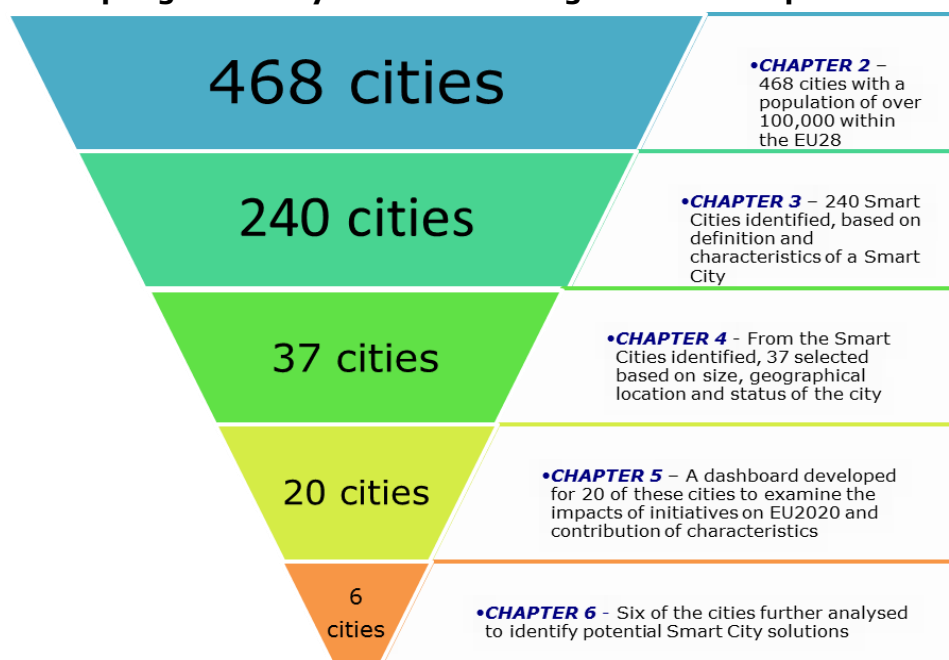 468 cities
•CHAPTER 2 –
468 cities with a
population of over
100,000 within
the EU28
240 cities
•CHAPTER 3 – 240 Smart
Cities identified, based on
definition and
characteristics of a Smart
City
37 cities
•CHAPTER 4 - From the Smart
Cities identified, 37 selected
based on size, geographical
location and status of the city
20 cities
•CHAPTER 5 – A dashboard developed
for 20 of these cities to examine the
impacts of initiatives on EU2020 and
contribution of characteristics
6
cities
•CHAPTER 6 - Six of the cities further analysed
to identify potential Smart City solutions